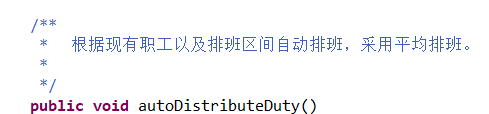 /**
* 根据现有职工以及排班区间自动排班，采用平均排班。
*
*/
public void autoDistributeDuty()